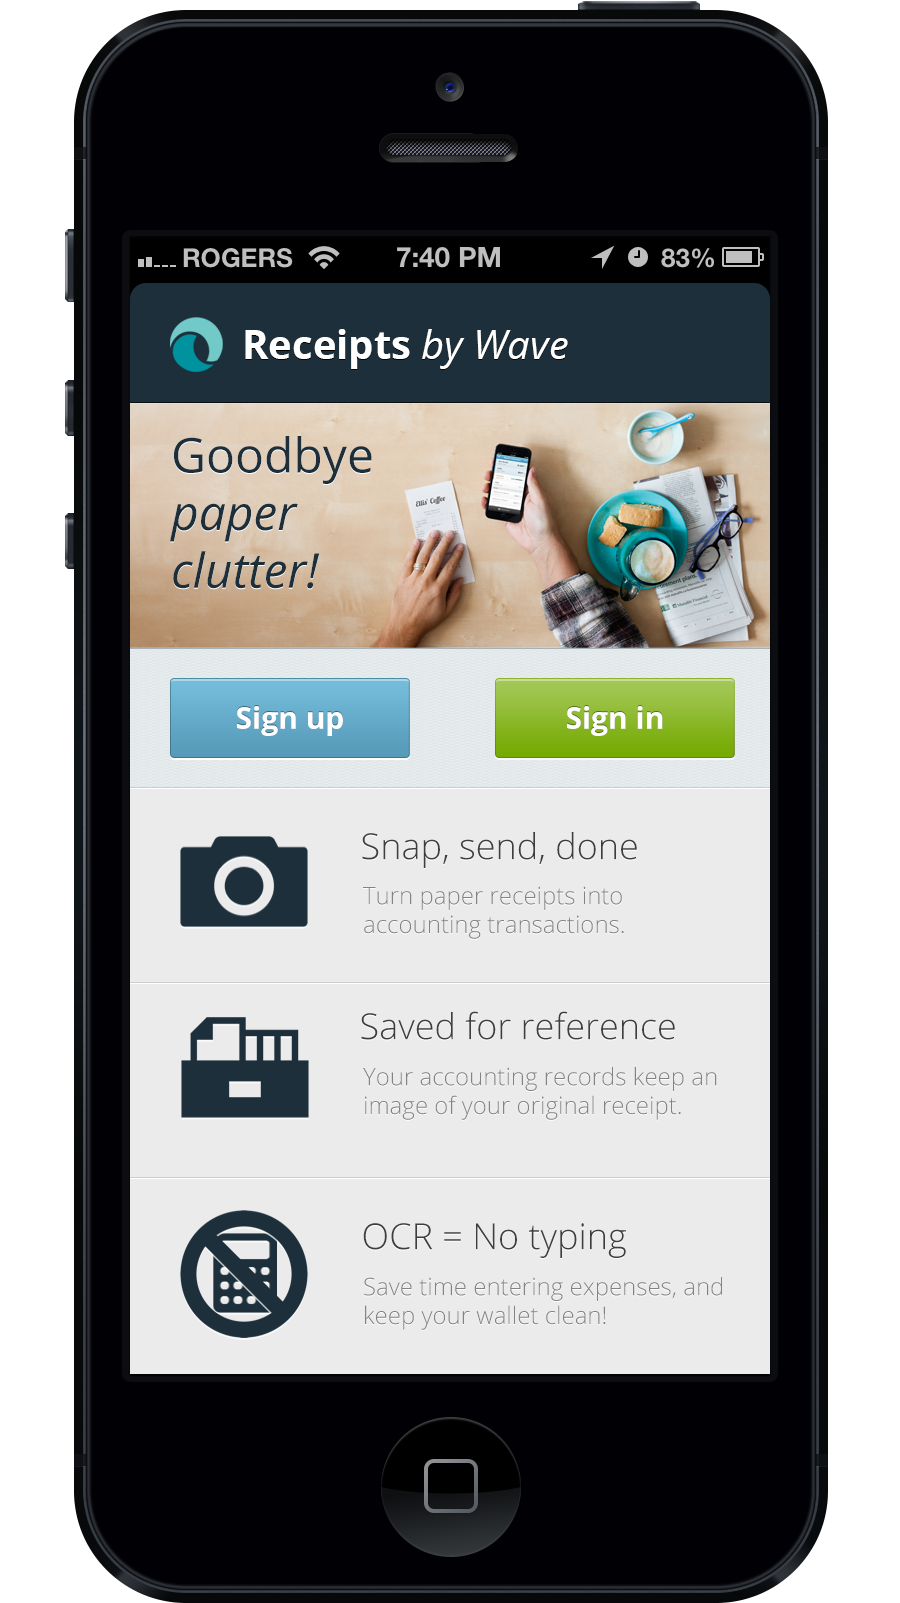 ROGERS 7:40 PM 83%
Receipts by Wave
Goodbye
paper
clutter!
Ellis' Coffee
Sign up
Sign in
Snap, send, done
Turn paper receipts into
accounting transactions.
Saved for reference
Your accounting records keep an
image of your original receipt.
OCR = No typing
Save time entering expenses, and
keep your wallet clean!